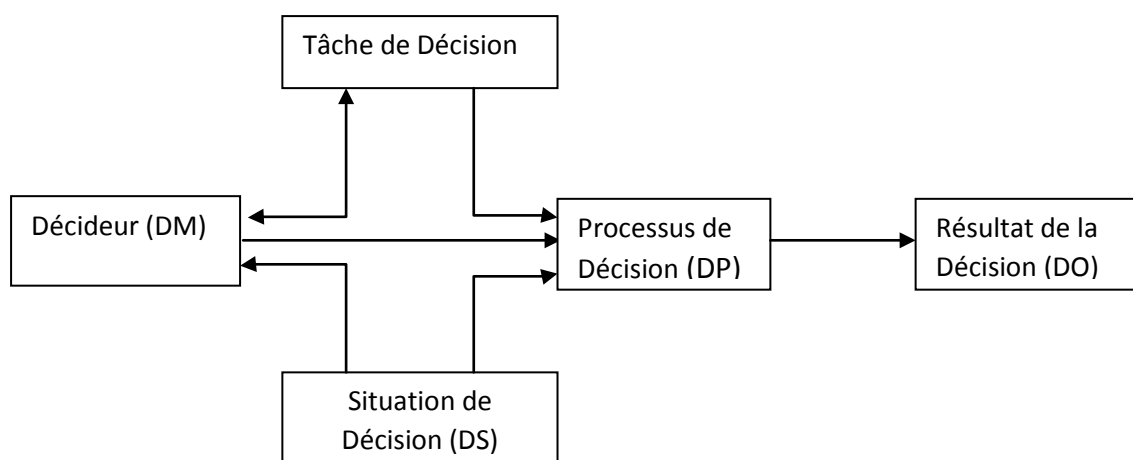 Tâche de Décision
Décideur (DM)
Processus de
Décision (DP)
Résultat de la
Décision (DO)
Situation de
Décision (DS)